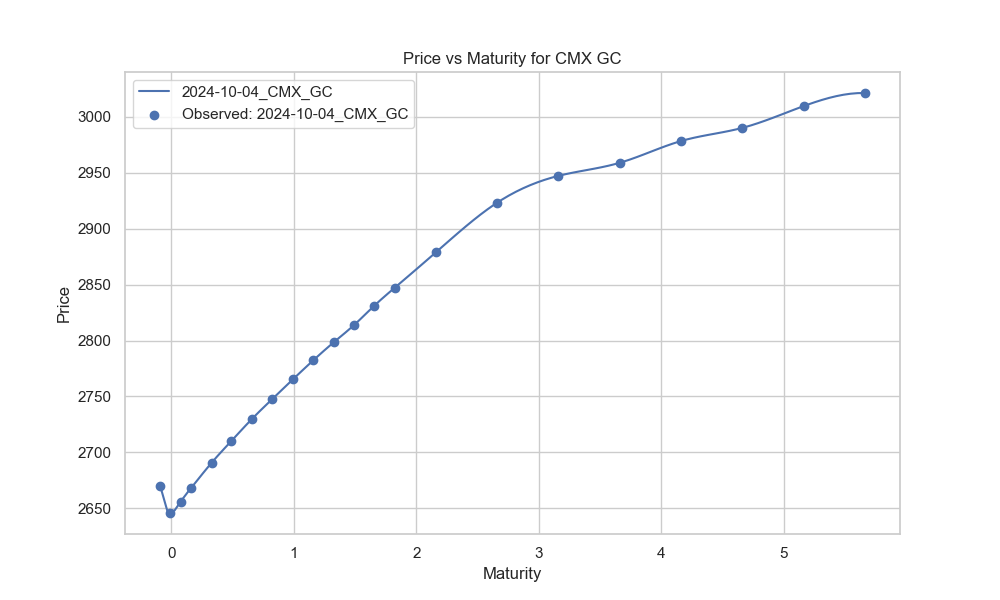 Price vs Maturity for CMX GC
2024-10-04_CMX_GC
Observed: 2024-10-04_CMX_GC
3000
2950
2900
2850
2800
2750
2700
2650
Price
0 1 2 3 4 5
Maturity